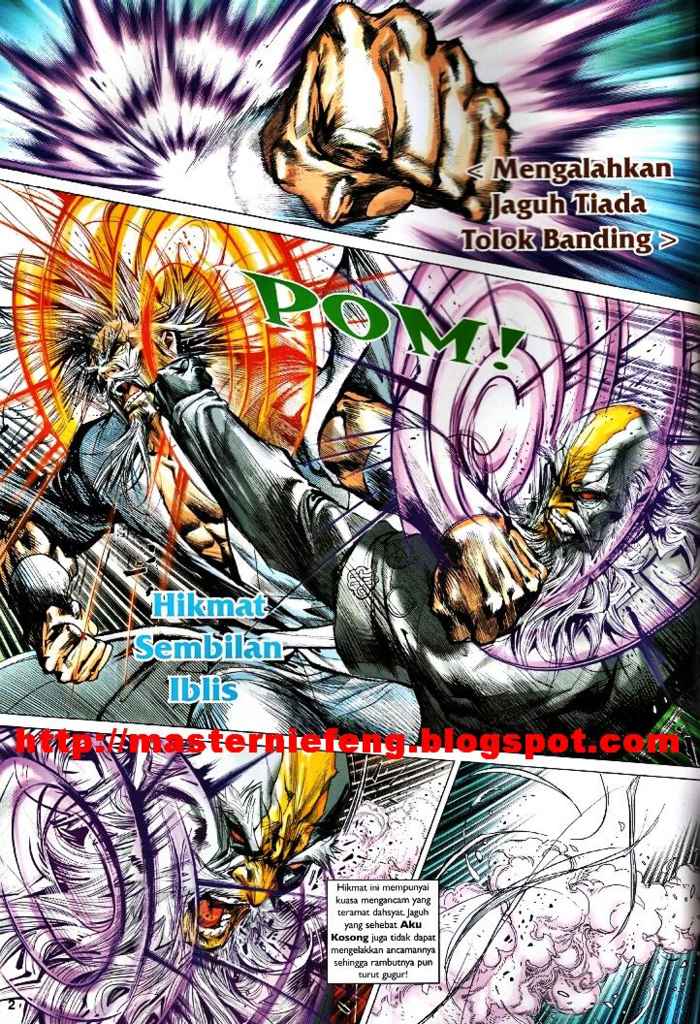 < Mengalahkan
Jaguh Tiada
Tolok Banding >
POM!
Hikmat
Sembilan
Iblis
http://masterniefeng.blogspot.com
Hikmat ini mempunyai
kuasa mengancam yang
teramat dahsyat. Jaguh
yang sehebat Aku
Kosong juga tidak dapat
mengelakkan ancamannya
sehingga rambutnya pun
turut gugur!
2